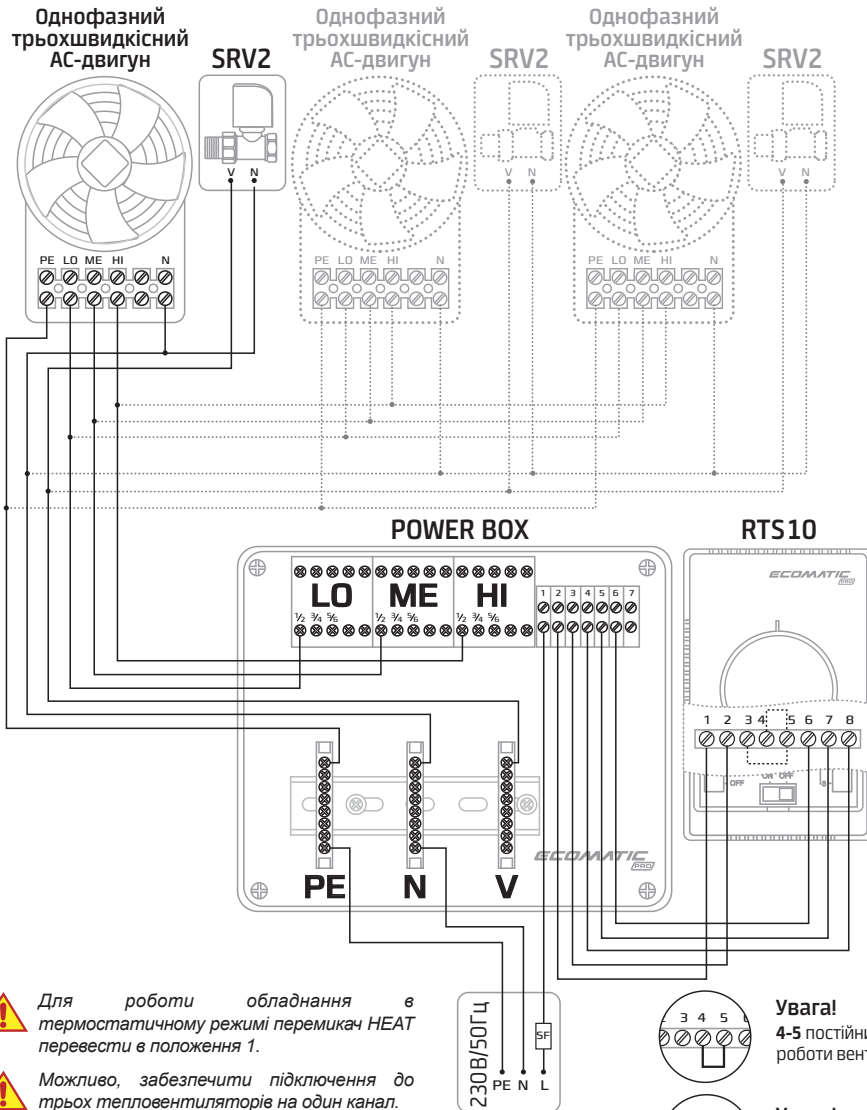 Однофазний
трьохшвидкісний
АС-двигун
SRV2
Однофазний
трьохшвидкісний
АС-двигун
SRV2
Однофазний
трьохшвидкісний
АС-двигун
SRV2
V N
V N
V N
PE LO ME HI N
PE LO ME HI N
PE LO ME HI N
POWER BOX
RTS10
ECOMATIC
PRO
LO ME HI
1/2 3/4 5/6 1/2 3/4 5/6 1/2 3/4 5/6
1 2 3 4 5 6 7
1 2 3 4 5 6 7 8
OFF ON OFF
ECOMATIC
PRO
PE N V
Для роботи обладнання в
термостатичному режимі перемикач HEAT
перевести в положення 1.
Можливо, забезпечити підключення до
трьох тепловентиляторів на один канал.
230В/50Гц
SF
PE N L
3 4 5
Увага!
4-5
роботи